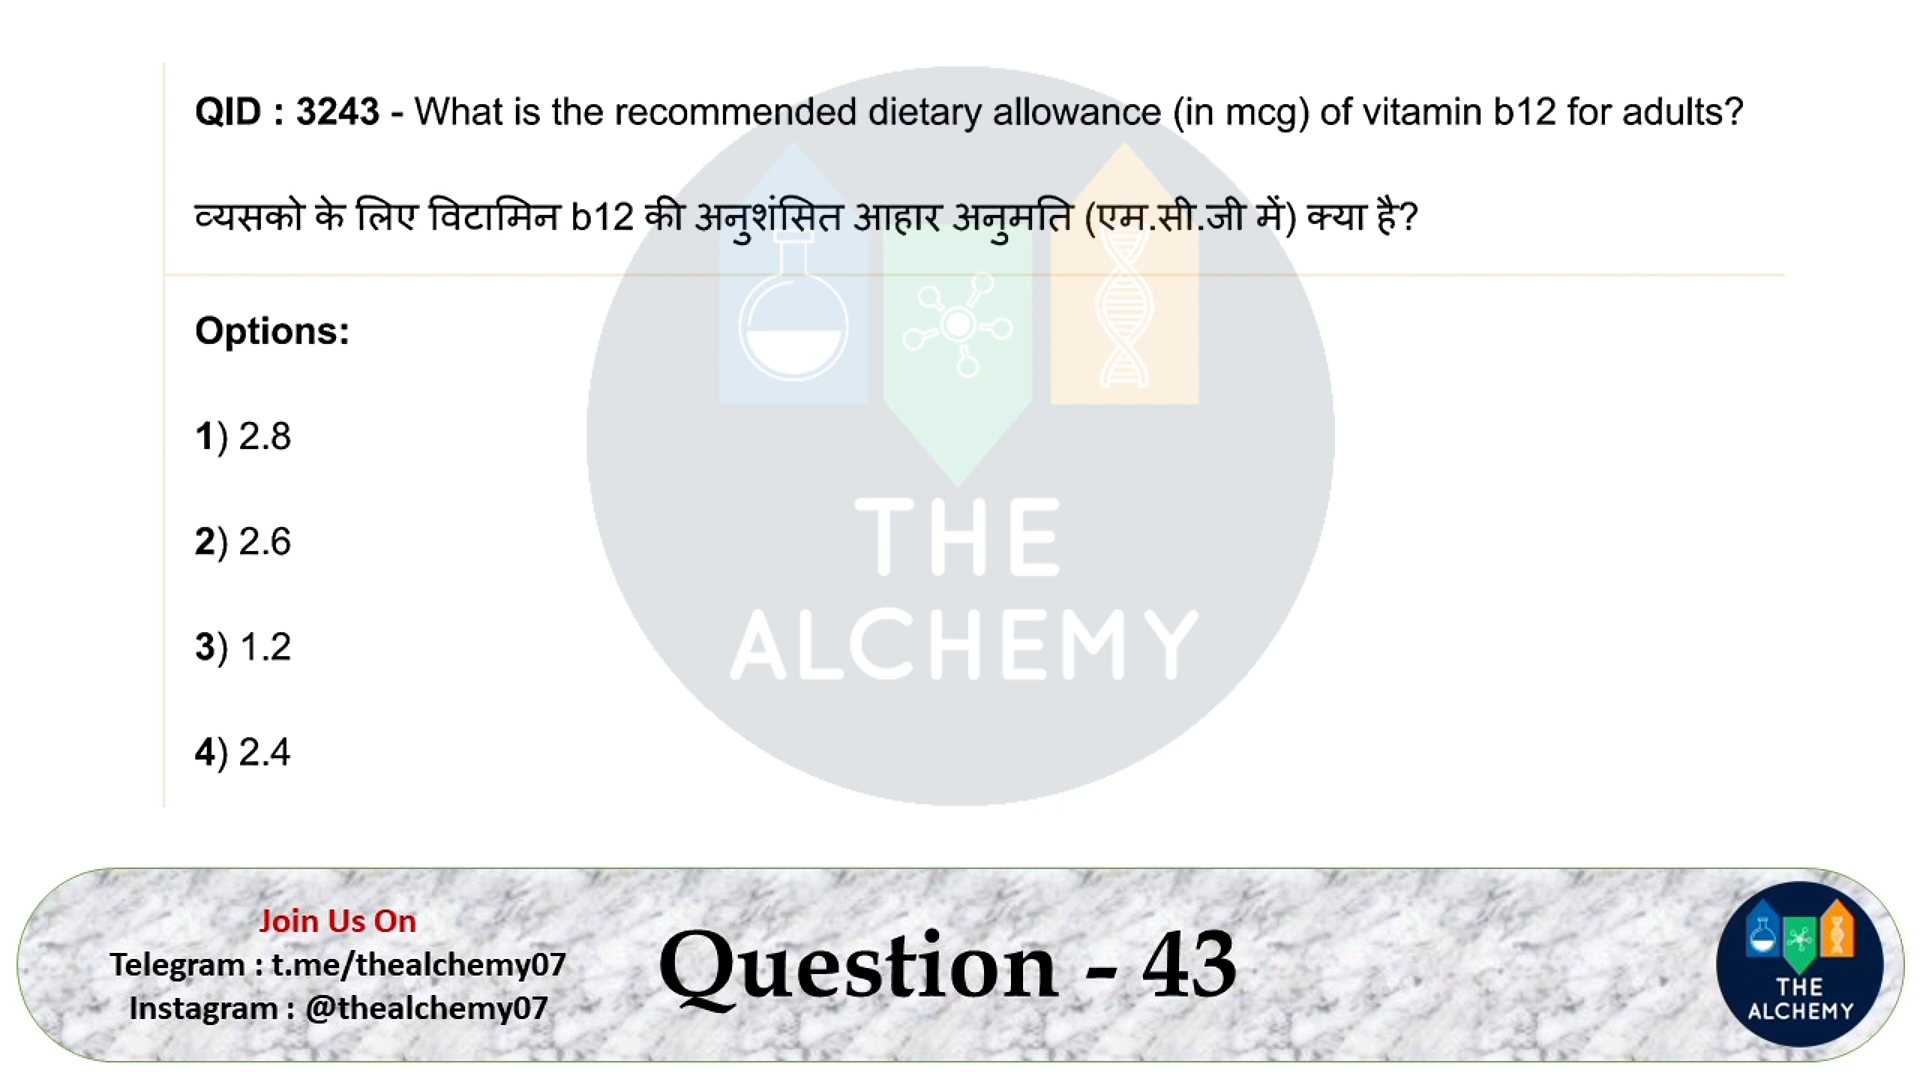 QID : 3243 - What is the recommended dietary allowance (in mcg) of vitamin b12 for adults?
व्यसको के लिए विटामिन b12 की अनुशंसित आहार अनुमति (एम.सी.जी में) क्या है?
Options:
1) 2.8
2) 2.6
3) 1.2
4) 2.4
THE
ALCHEMY
Join Us On
Telegram : t.me/thealchemy07
Instagram : @thealchemy07
Question - 43
THE
ALCHEMY